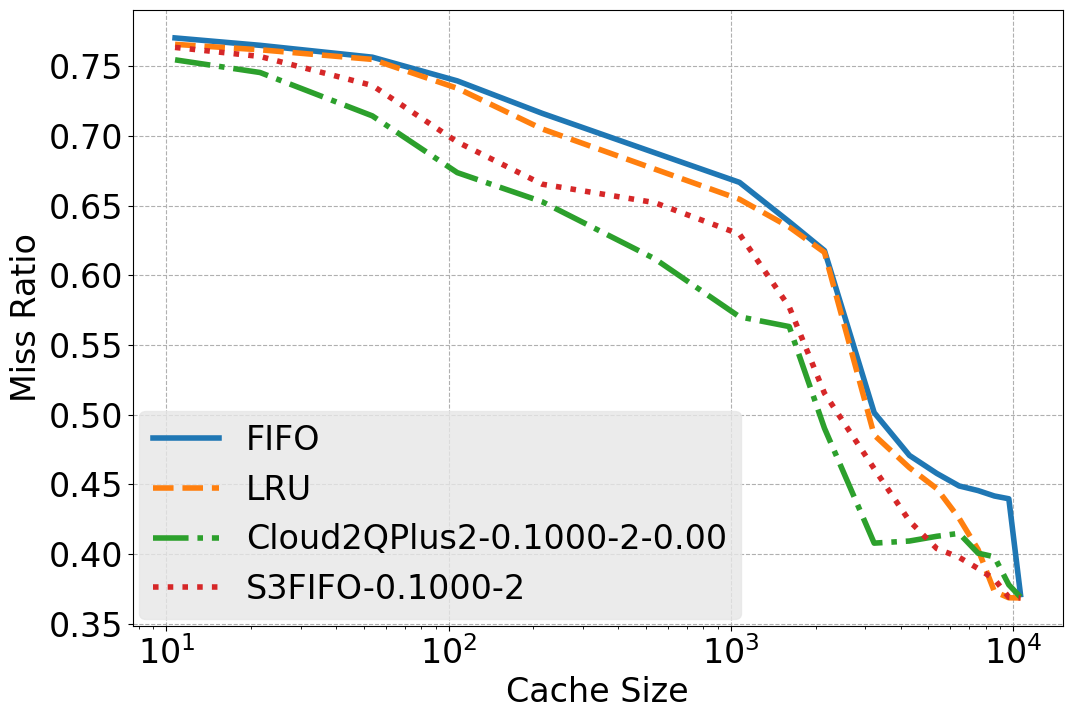 Miss Ratio
0.75
0.70
0.65
0.60
0.55
0.50
0.45
0.40
0.35
FIFO
LRU
Cloud2QPlus2-0.1000-2-0.00
S3FIFO-0.1000-2
10¹ 10² 10³ 10⁴
Cache Size